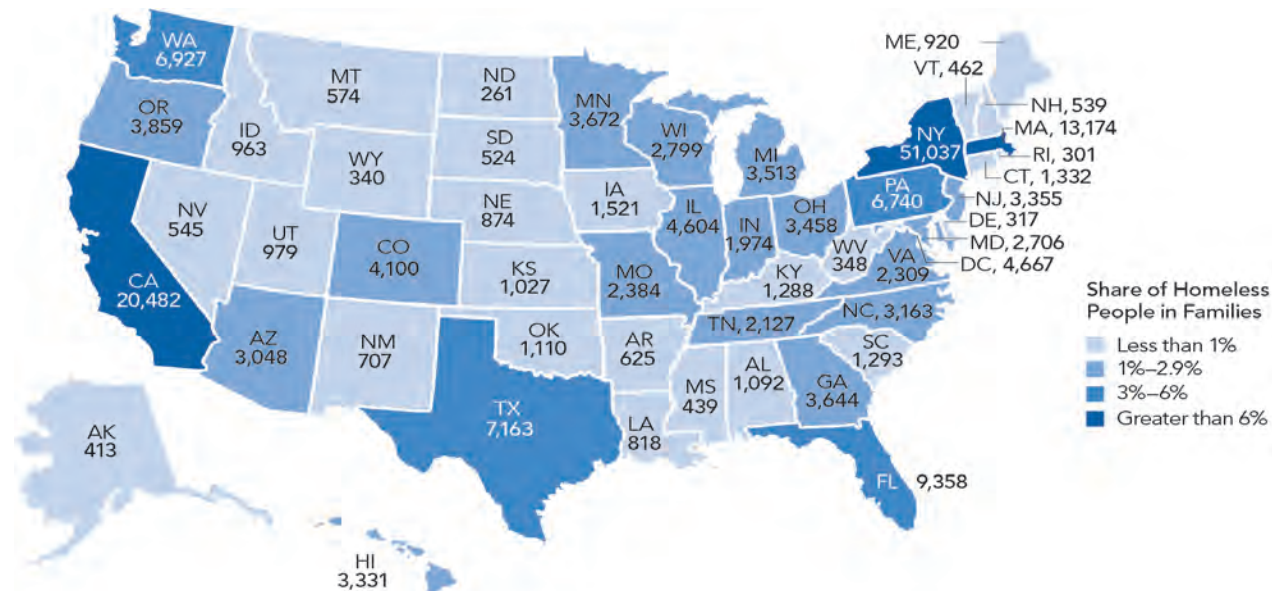 WA
6,927
MT
574
ND
261
MN
3,672
ME, 920
VT, 462
NH, 539
MA, 13,174
RI, 301
CT, 1,332
NJ, 3,355
DE, 317
MD, 2,706
DC, 4,667
OR
3,859
ID
963
WY
340
SD
524
WI
2,799
MI
3,513
NY
51,037
PA
6,740
NV
545
UT
979
CO
4,100
NE
874
IA
1,521
IL
4,604
IN
1,974
OH
3,458
WV
348
VA
2,309
CA
20,482
KS
1,027
MO
2,384
KY
1,288
NC, 3,163
TN, 2,127
SC
1,293
AZ
3,048
NM
707
OK
1,110
AR
625
MS
439
AL
1,092
GA
3,644
TX
7,163
LA
818
FL
9,358
AK
413
HI
3,331
Share of Homeless
People in Families
Less than 1%
1%–2.9%
3%–6%
Greater than 6%